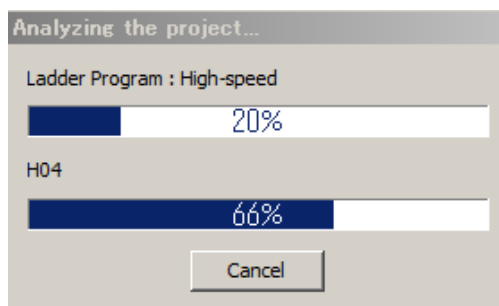 Analyzing the project...
Ladder Program : High-speed
20%
H04
66%
Cancel